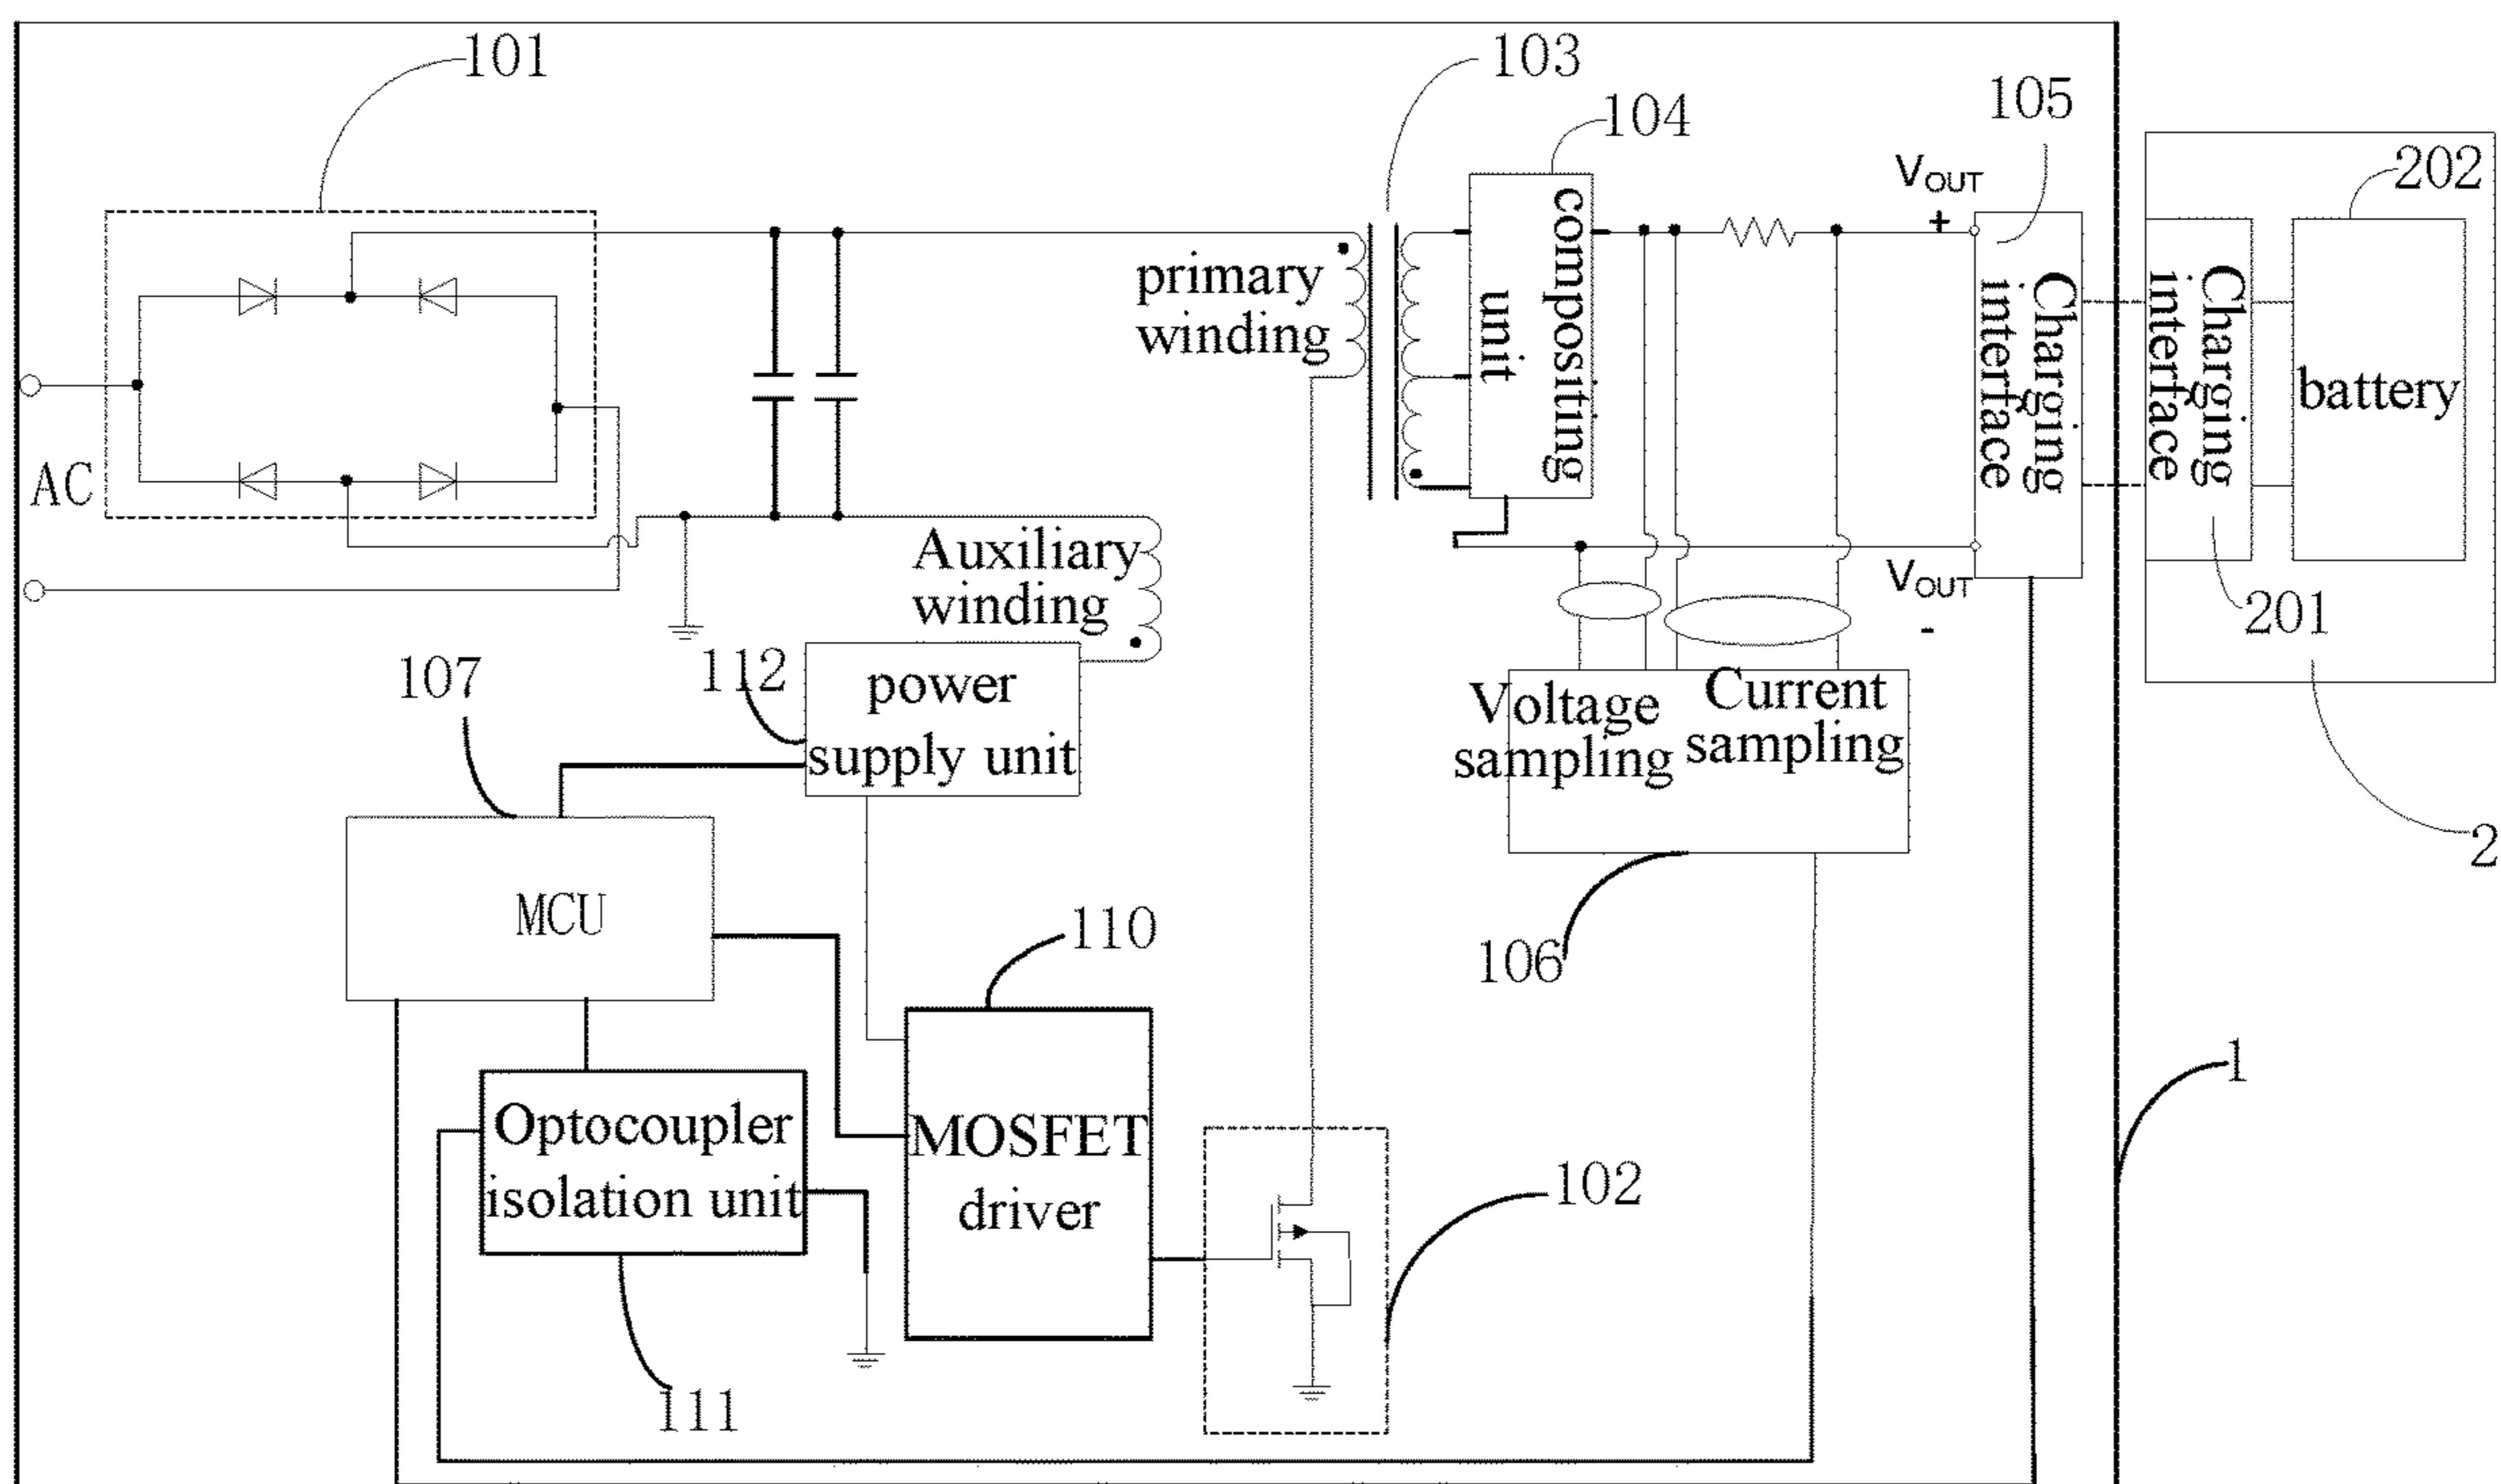 101
103
104
105
202
VOUT
+
primary
winding
compositing
unit
Charging
interface
Charging
interface
battery
AC
Auxiliary
winding
VOUT
-
201
107
112
power
supply unit
Voltage
sampling
Current
sampling
2
MCU
110
106
1
Optocoupler
isolation unit
MOSFET
driver
102
111